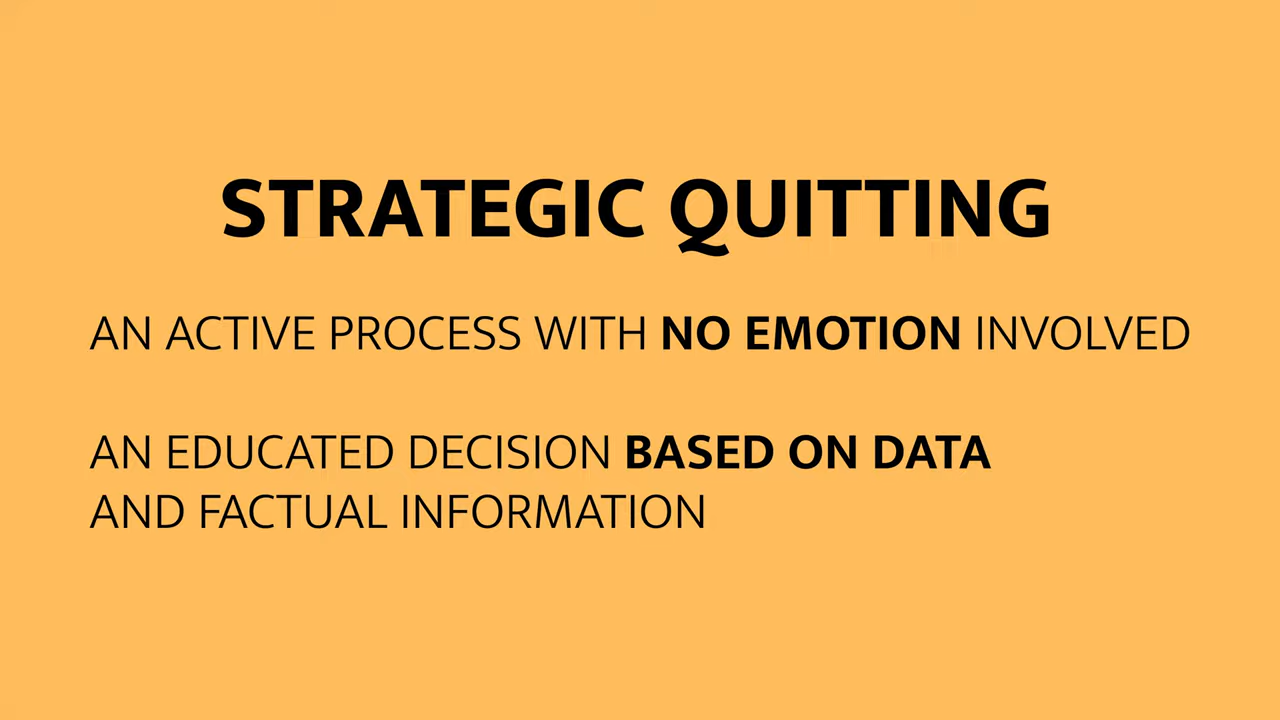 STRATEGIC QUITTING
AN ACTIVE PROCESS WITH NO EMOTION INVOLVED
AN EDUCATED DECISION BASED ON DATA
AND FACTUAL INFORMATION